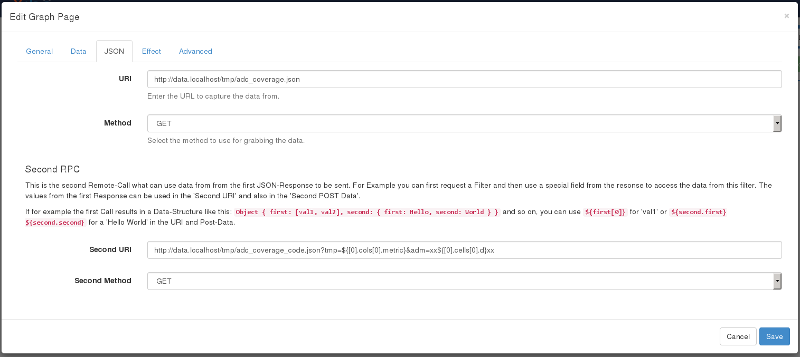 Edit Graph Page
×
General Data JSON Effect Advanced
URI http://data.localhost/tmp/adc_coverage.json
Enter the URL to capture the data from.
Method GET
Select the method to use for grabbing the data.
Second RPC
This is the second Remote-Call what can use data from from the first JSON-Response to be sent. For Example you can first request a Filter and then use a special field from the resonse to access the data from this filter. The
values from the first Response can be used in the 'Second URI' and also in the 'Second POST Data'.
If for example the first Call results in a Data-Structure like this: Object { first: [val1, val2], second: { first: Hello, second: World } } and so on, you can use ${first[0]} for 'val1' or ${second.first}
${second.second} for a 'Hello World' in the URI and Post-Data.
Second URI http://data.localhost/tmp/adc_coverage_code.json?tmp=${[0].cols[0].metric}&adm=xx${[0].cells[0].d}xx
Second Method GET
Cancel Save